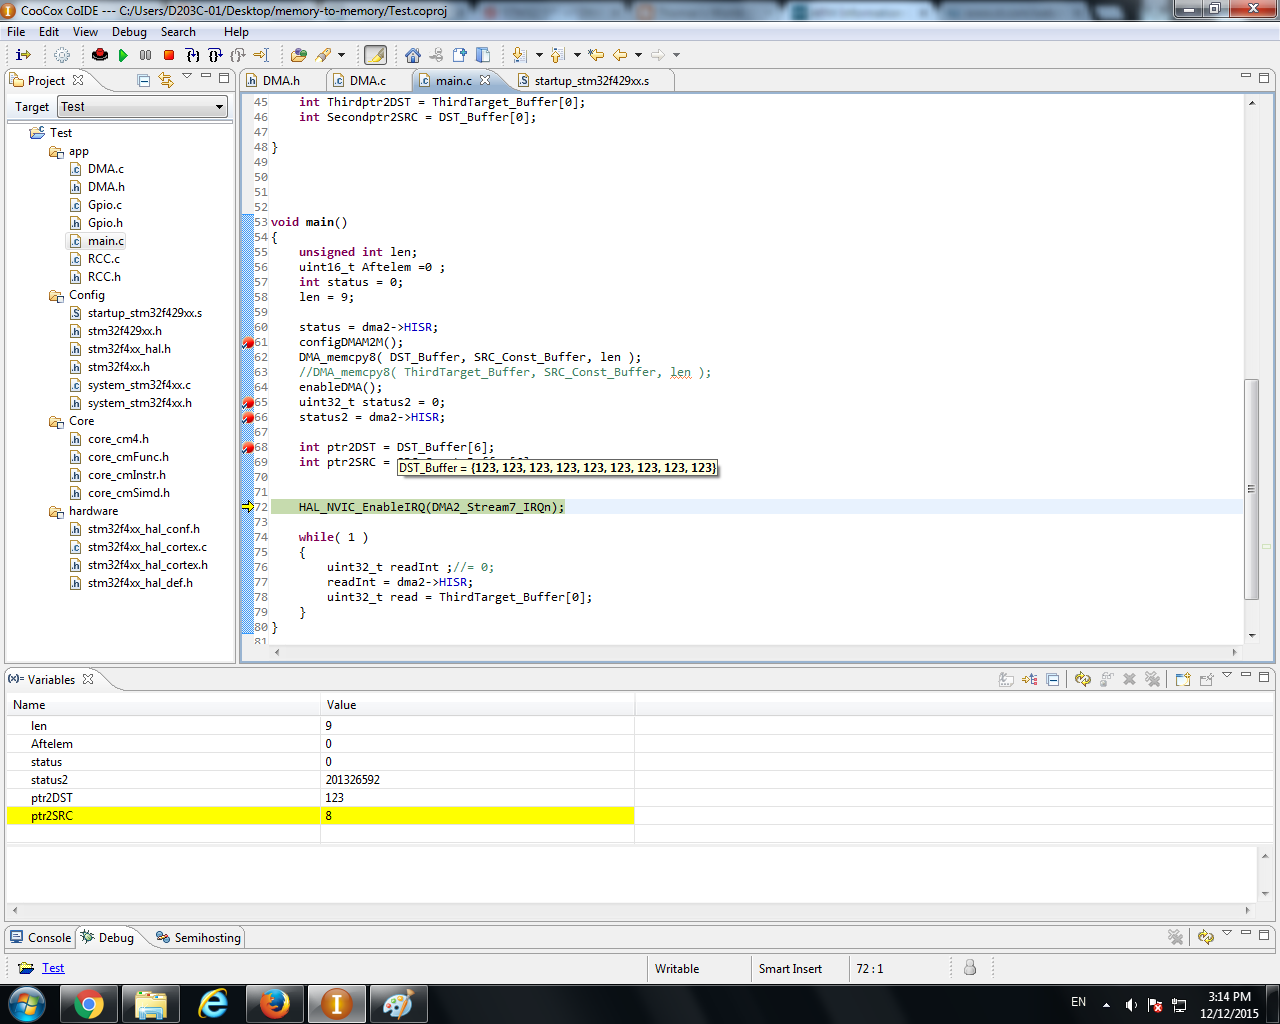 CooCox CoIDE --- C:/Users/D203C-01/Desktop/memory-to-memory/Test.coproj
File Edit View Debug Search Help
Project
Target Test
Test
app
DMA.c
DMA.h
Gpio.c
Gpio.h
main.c
RCC.c
RCC.h
Config
startup_stm32f429xx.s
stm32f429xx.h
stm32f4xx_hal.h
stm32f4xx.h
system_stm32f4xx.c
system_stm32f4xx.h
Core
core_cm4.h
core_cmFunc.h
core_cmInstr.h
core_cmSimd.h
hardware
stm32f4xx_hal_conf.h
stm32f4xx_hal_cortex.c
stm32f4xx_hal_cortex.h
stm32f4xx_hal_def.h
DMA.h DMA.c main.c startup_stm32f429xx.s
45 int Thirdptr2DST = ThirdTarget_Buffer[0];
46 int Secondptr2SRC = DST_Buffer[0];
47
48 }
49
50
51
52
53 void main()
54 {
55 unsigned int len;
56 uint16_t Aftelem =0 ;
57 int status = 0;
58 len = 9;
59
60 status = dma2->HISR;
61 configDMAM2M();
62 DMA_memcpy8( DST_Buffer, SRC_Const_Buffer, len );
63 //DMA_memcpy8( ThirdTarget_Buffer, SRC_Const_Buffer, len );
64 enableDMA();
65 uint32_t status2 = 0;
66 status2 = dma2->HISR;
67
68 int ptr2DST = DST_Buffer[6];
69 int ptr2SRC =
DST_Buffer = {123, 123, 123, 123, 123, 123, 123, 123, 123}
70
71
72 HAL_NVIC_EnableIRQ(DMA2_Stream7_IRQn);
73
74 while( 1 )
75 {
76 uint32_t readInt ;//= 0;
77 readInt = dma2->HISR;
78 uint32_t read = ThirdTarget_Buffer[0];
79 }
80 }
81
Variables
Name Value
len 9
Aftelem 0
status 0
status2 201326592
ptr2DST 123
ptr2SRC 8
Console Debug Semihosting
Test Writable Smart Insert 72 : 1
EN 3:14 PM
12/12/2015